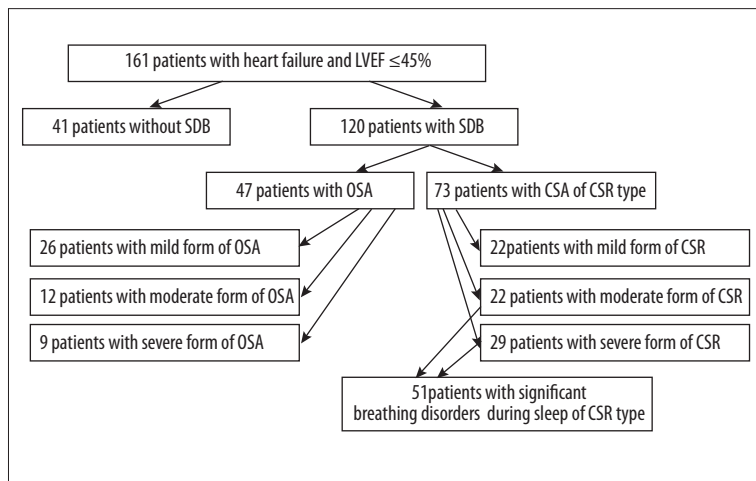 161 patients with heart failure and LVEF ≤45%
41 patients without SDB
120 patients with SDB
47 patients with OSA
73 patients with CSA of CSR type
26 patients with mild form of OSA
22patients with mild form of CSR
12 patients with moderate form of OSA
22 patients with moderate form of CSR
9 patients with severe form of OSA
29 patients with severe form of CSR
51patients with significant
breathing disorders during sleep of CSR type